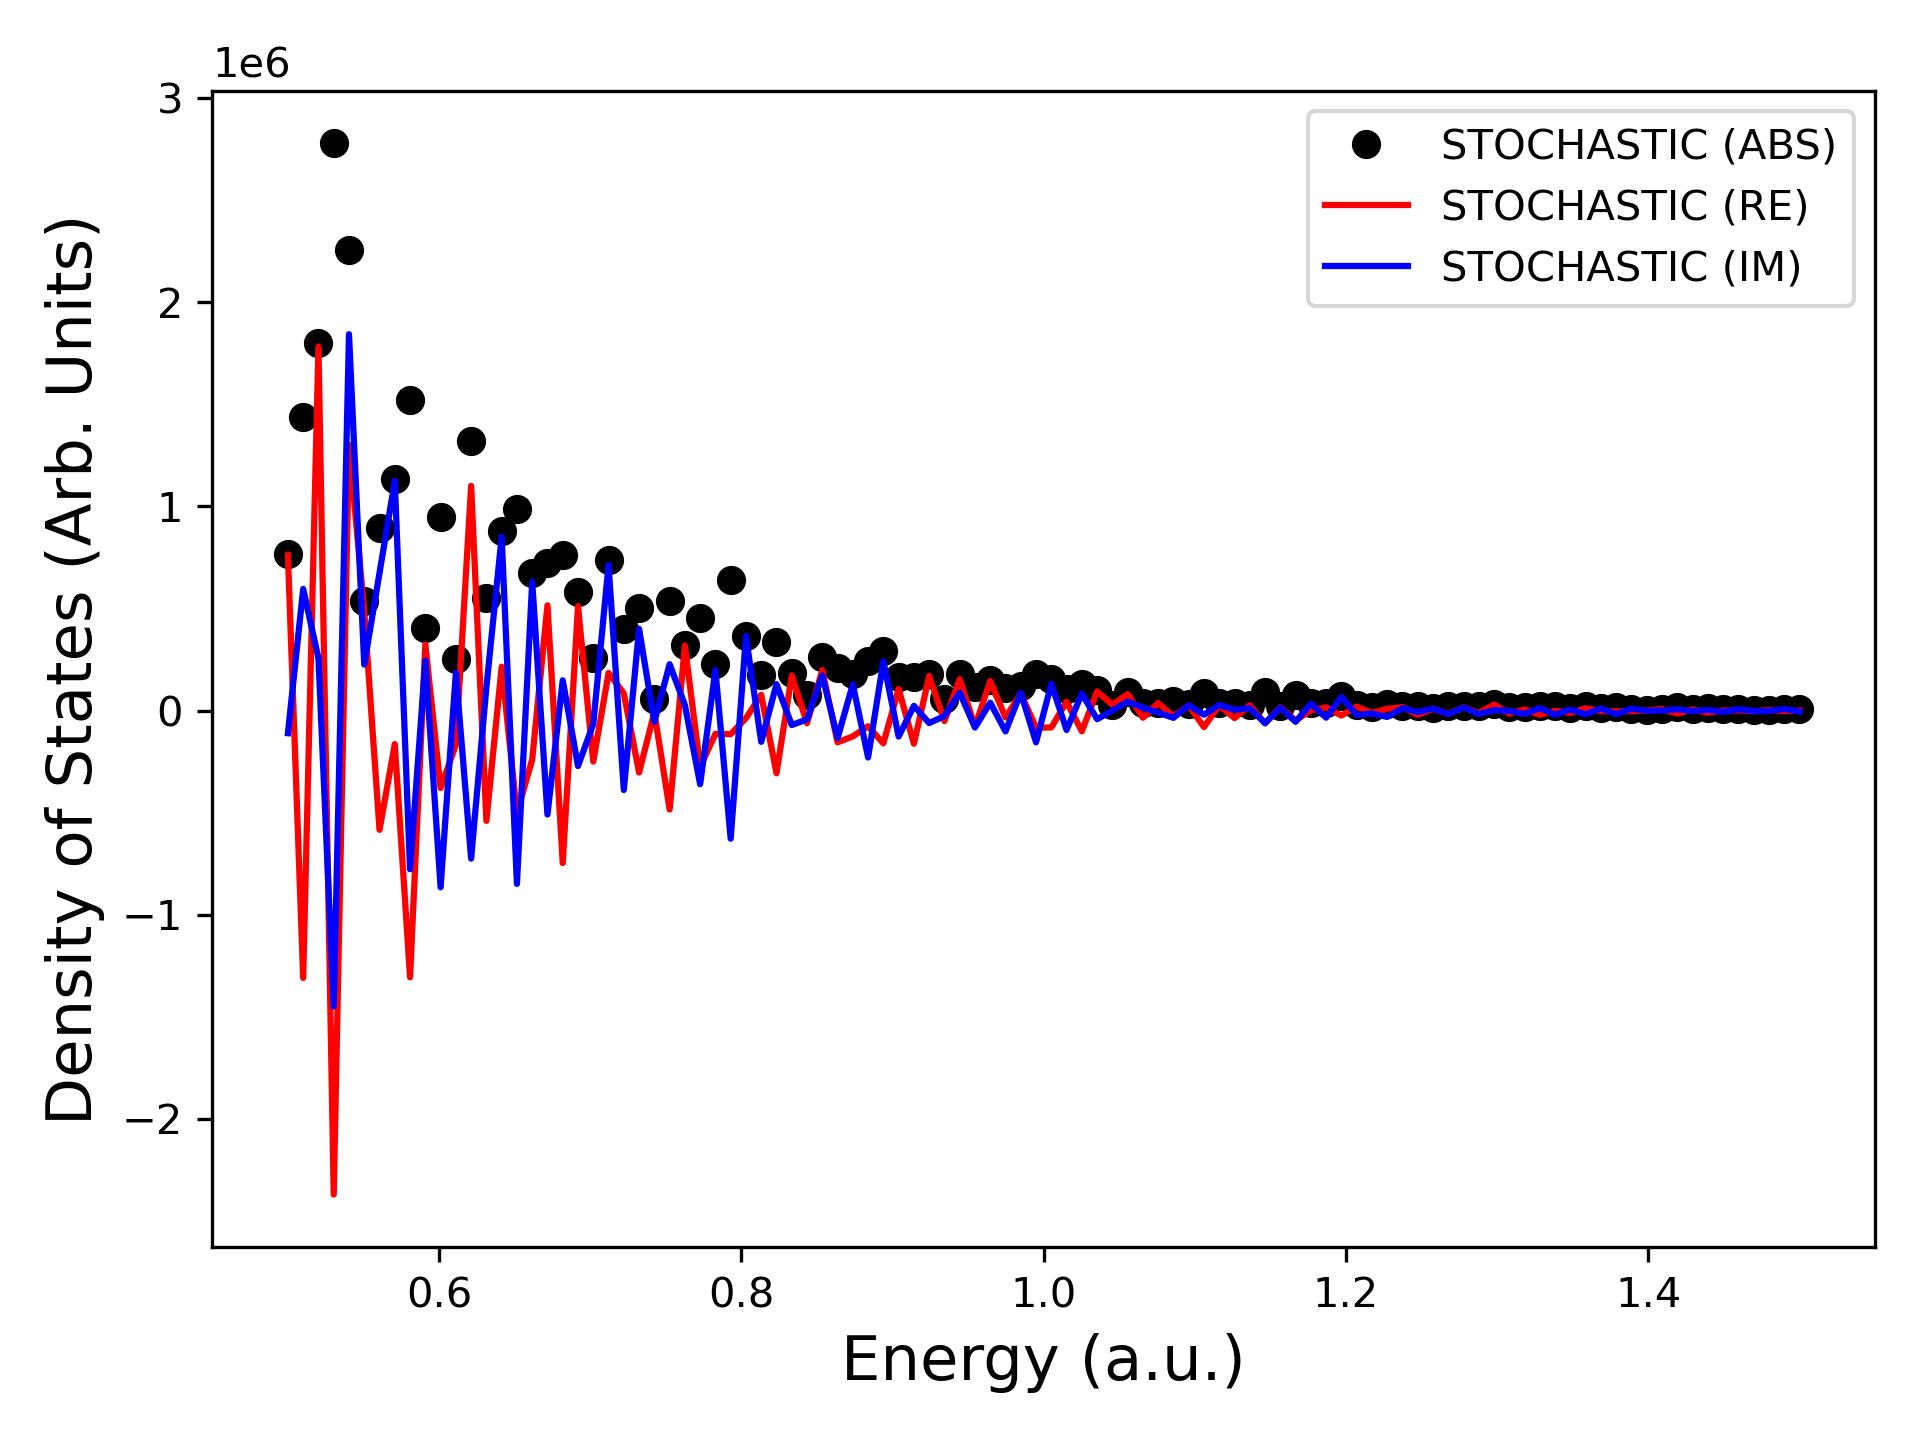 1e6
3
2
1
0
−1
−2
Density of States (Arb. Units)
STOCHASTIC (ABS)
STOCHASTIC (RE)
STOCHASTIC (IM)
0.6 0.8 1.0 1.2 1.4
Energy (a.u.)